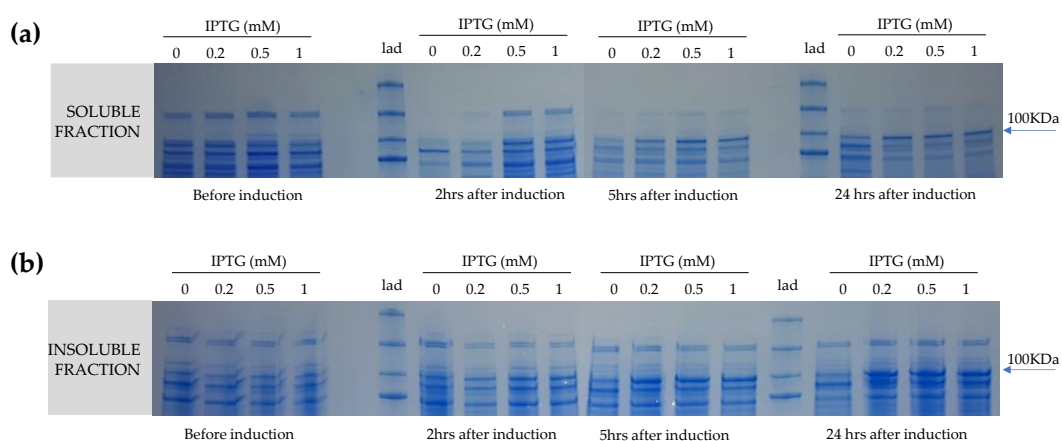 (a)
IPTG (mM)
0 0.2 0.5 1
lad
IPTG (mM)
0 0.2 0.5 1
IPTG (mM)
0 0.2 0.5 1
lad
IPTG (mM)
0 0.2 0.5 1
SOLUBLE
FRACTION
100KDa
Before induction
2hrs after induction
5hrs after induction
24 hrs after induction
(b)
IPTG (mM)
0 0.2 0.5 1
lad
IPTG (mM)
0 0.2 0.5 1
IPTG (mM)
0 0.2 0.5 1
lad
IPTG (mM)
0 0.2 0.5 1
INSOLUBLE
FRACTION
100KDa
Before induction
2hrs after induction
5hrs after induction
24 hrs after induction